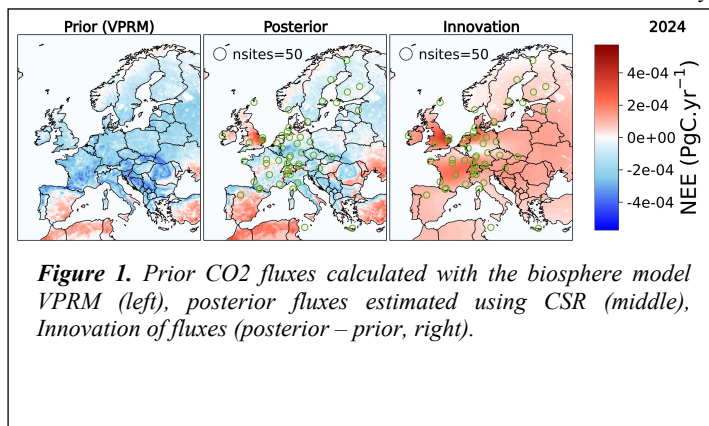 Prior (VPRM)
Posterior
Innovation
2024
nsites=50
nsites=50
4e-04
2e-04
0e+00
-2e-04
-4e-04
NEE (PgC.yr⁻¹)
Figure 1. Prior CO2 fluxes calculated with the biosphere model
VPRM (left), posterior fluxes estimated using CSR (middle),
Innovation of fluxes (posterior – prior, right).